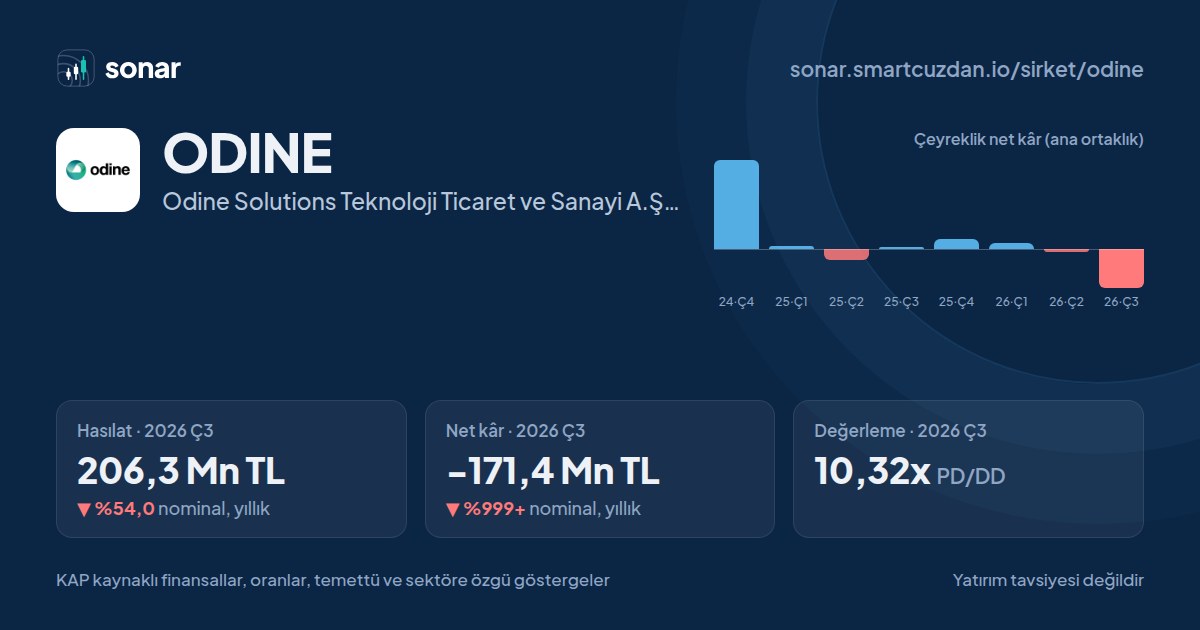 sonar
sonar.smartcuzdan.io/sirket/odine
odine
ODINE
Odine Solutions Teknoloji Ticaret ve Sanayi A.Ş...
Çeyreklik net kâr (ana ortaklık)
24·Ç4 25·Ç1 25·Ç2 25·Ç3 25·Ç4 26·Ç1 26·Ç2 26·Ç3
Hasılat · 2026 Ç3
206,3 Mn TL
▼ %54,0 nominal, yıllık
Net kâr · 2026 Ç3
−171,4 Mn TL
▼ %999+ nominal, yıllık
Değerleme · 2026 Ç3
10,32x PD/DD
KAP kaynaklı finansallar, oranlar, temettü ve sektöre özgü göstergeler
Yatırım tavsiyesi değildir